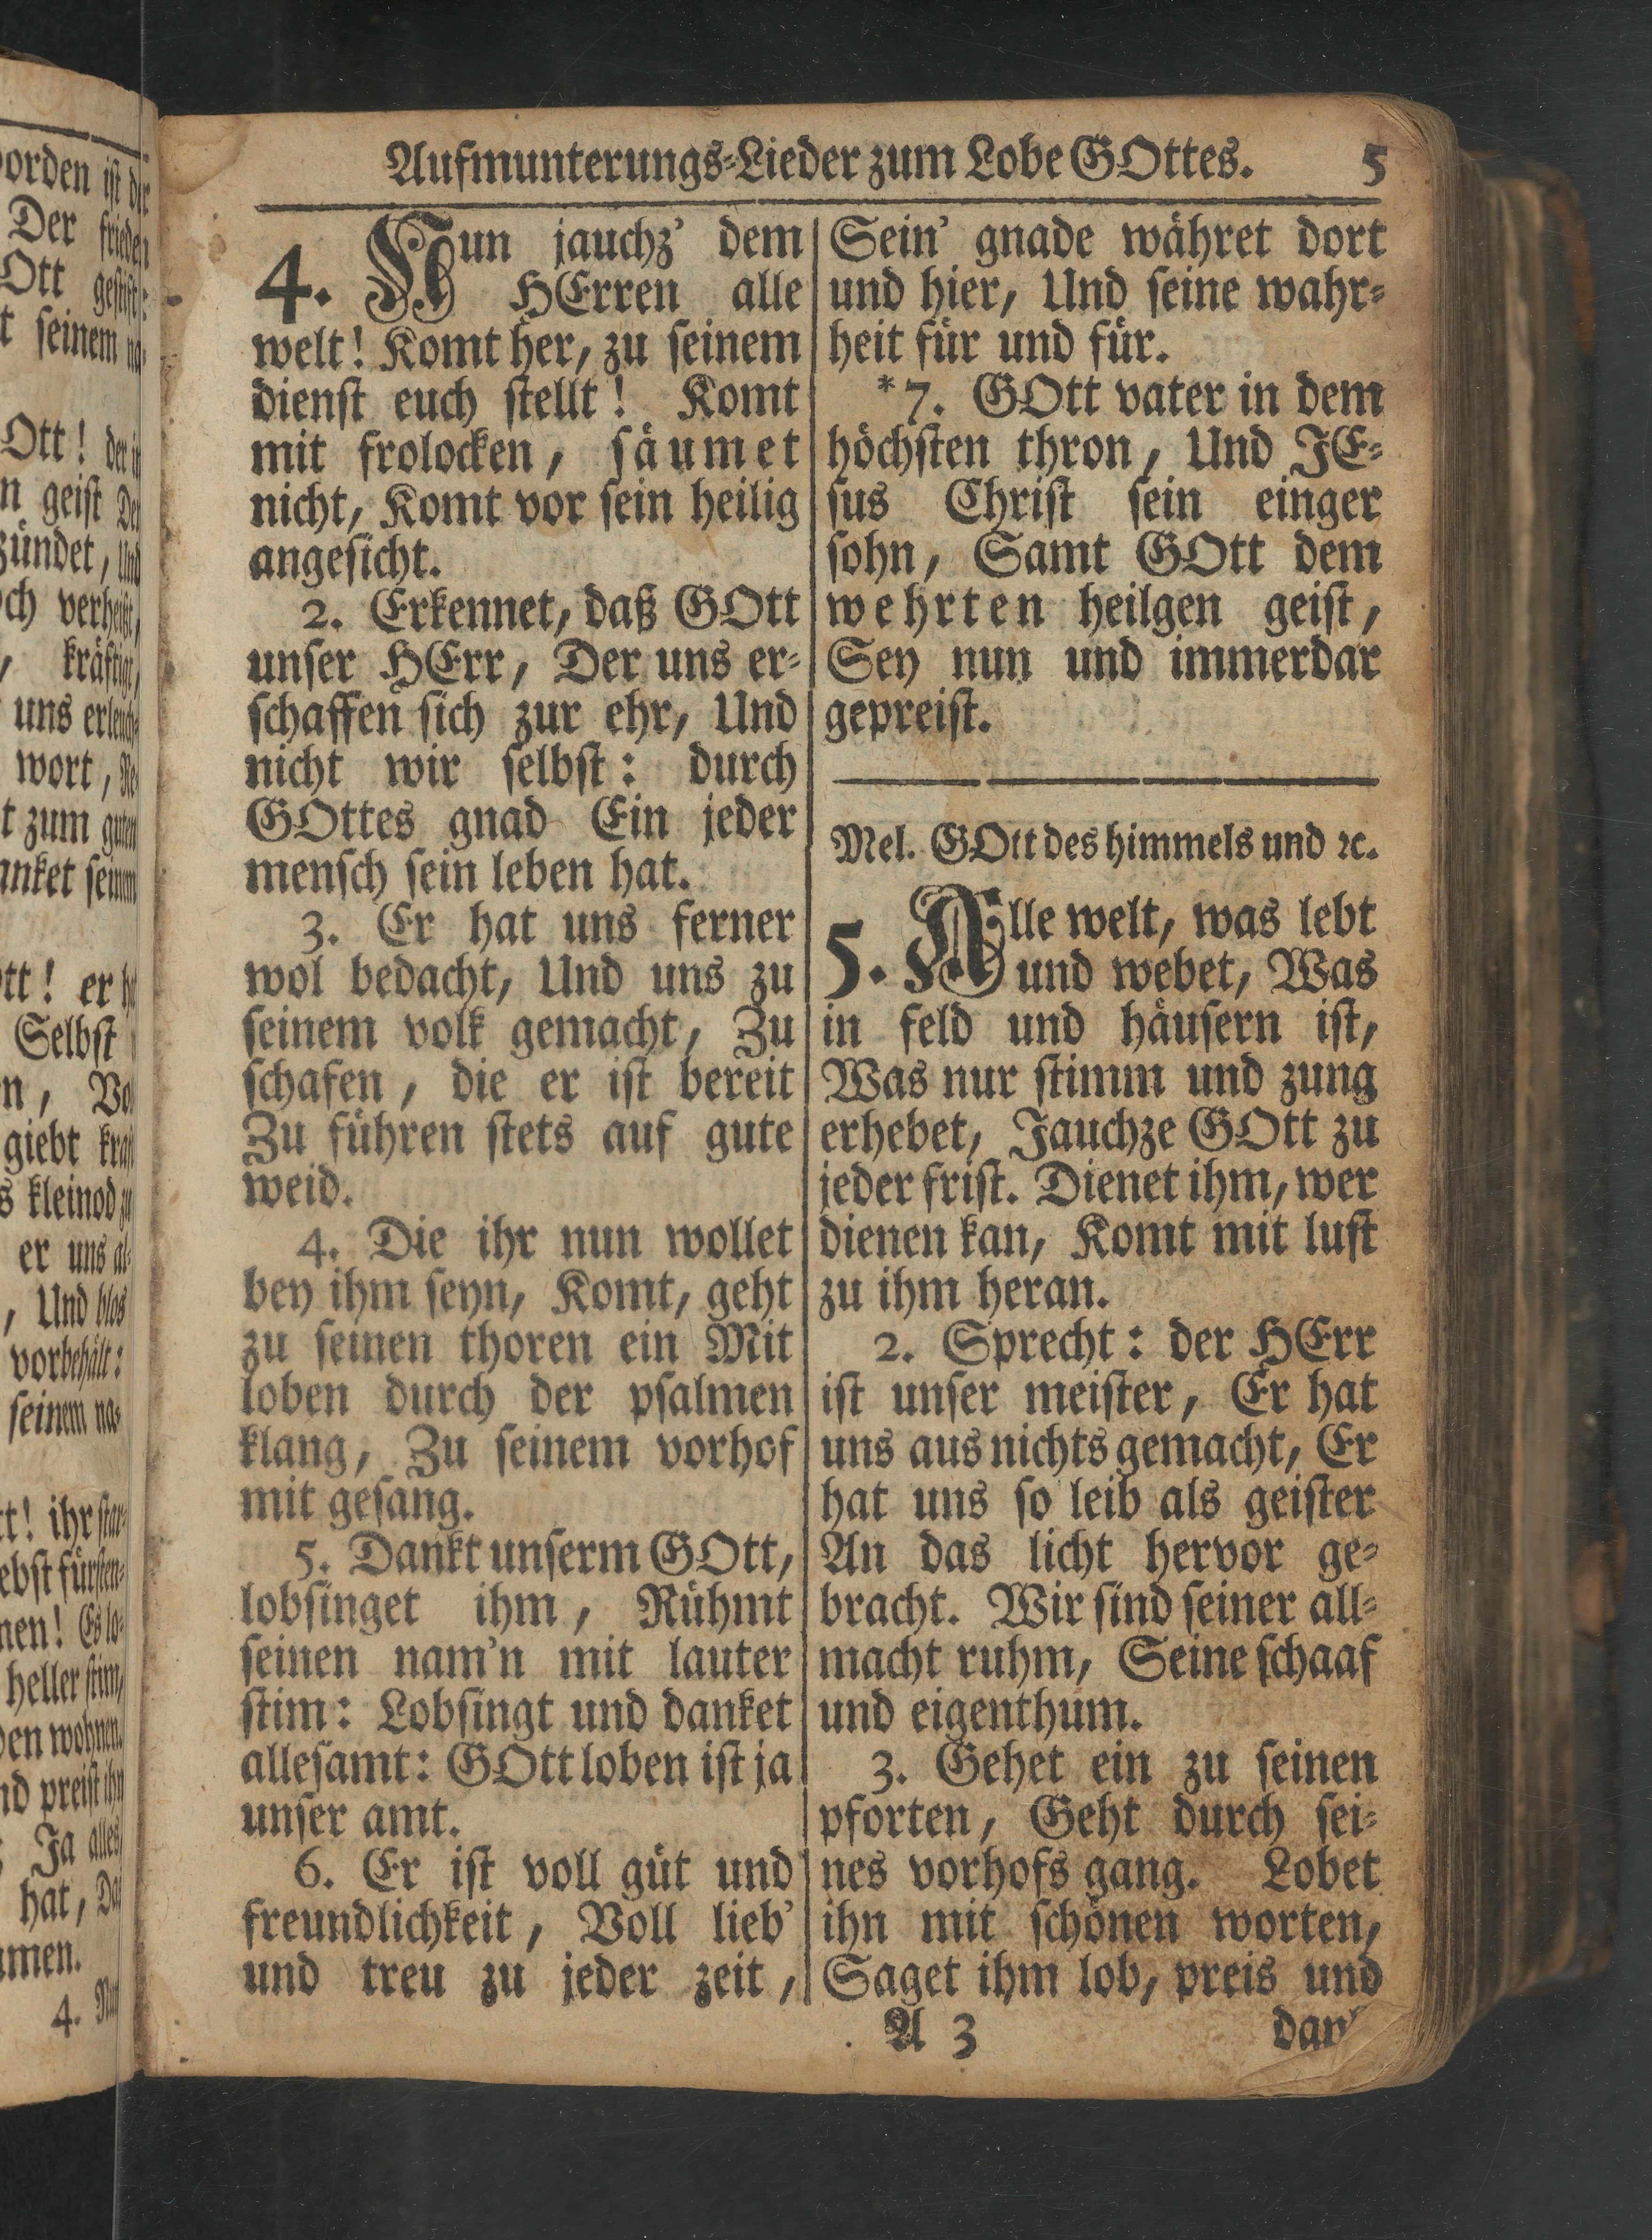 Aufmunterungs-Lieder zum Lobe GOttes. 5
4. Nun jauchz' dem
HErren alle
welt! Komt her, zu seinem
dienst euch stellt! Komt
mit frolocken, säumet
nicht, Komt vor sein heilig
angesicht.
2. Erkennet, daß GOtt
unser HErr, Der uns er-
schaffen sich zur ehr, Und
nicht wir selbst: durch
GOttes gnad Ein jeder
mensch sein leben hat.
3. Er hat uns ferner
wol bedacht, Und uns zu
seinem volk gemacht, Zu
schafen, die er ist bereit
Zu führen stets auf gute
weid.
4. Die ihr nun wollet
bey ihm seyn, Komt, geht
zu seinen thoren ein Mit
loben durch der psalmen
klang, Zu seinem vorhof
mit gesang.
5. Dankt unserm GOtt,
lobsinget ihm, Rühmt
seinen nam'n mit lauter
stim: Lobsingt und danket
allesamt: GOtt loben ist ja
unser amt.
6. Er ist voll güt und
freundlichkeit, Voll lieb'
und treu zu jeder zeit,
Sein' gnade währet dort
und hier, Und seine wahr-
heit für und für.
*7. GOtt vater in dem
höchsten thron, Und JE-
sus Christ sein einger
sohn, Samt GOtt dem
wehrten heilgen geist,
Sey nun und immerdar
gepreist.
Mel. GOtt des himmels und ꝛc.
5. Alle welt, was lebt
und webet, Was
in feld und häusern ist,
Was nur stimm und zung
erhebet, Jauchze GOtt zu
jeder frist. Dienet ihm, wer
dienen kan, Komt mit lust
zu ihm heran.
2. Sprecht: der HErr
ist unser meister, Er hat
uns aus nichts gemacht, Er
hat uns so leib als geister
An das licht hervor ge-
bracht. Wir sind seiner all-
macht ruhm, Seine schaaf
und eigenthum.
3. Gehet ein zu seinen
pforten, Geht durch sei-
nes vorhofs gang. Lobet
ihn mit schönen worten,
Saget ihm lob, preis und
A 3